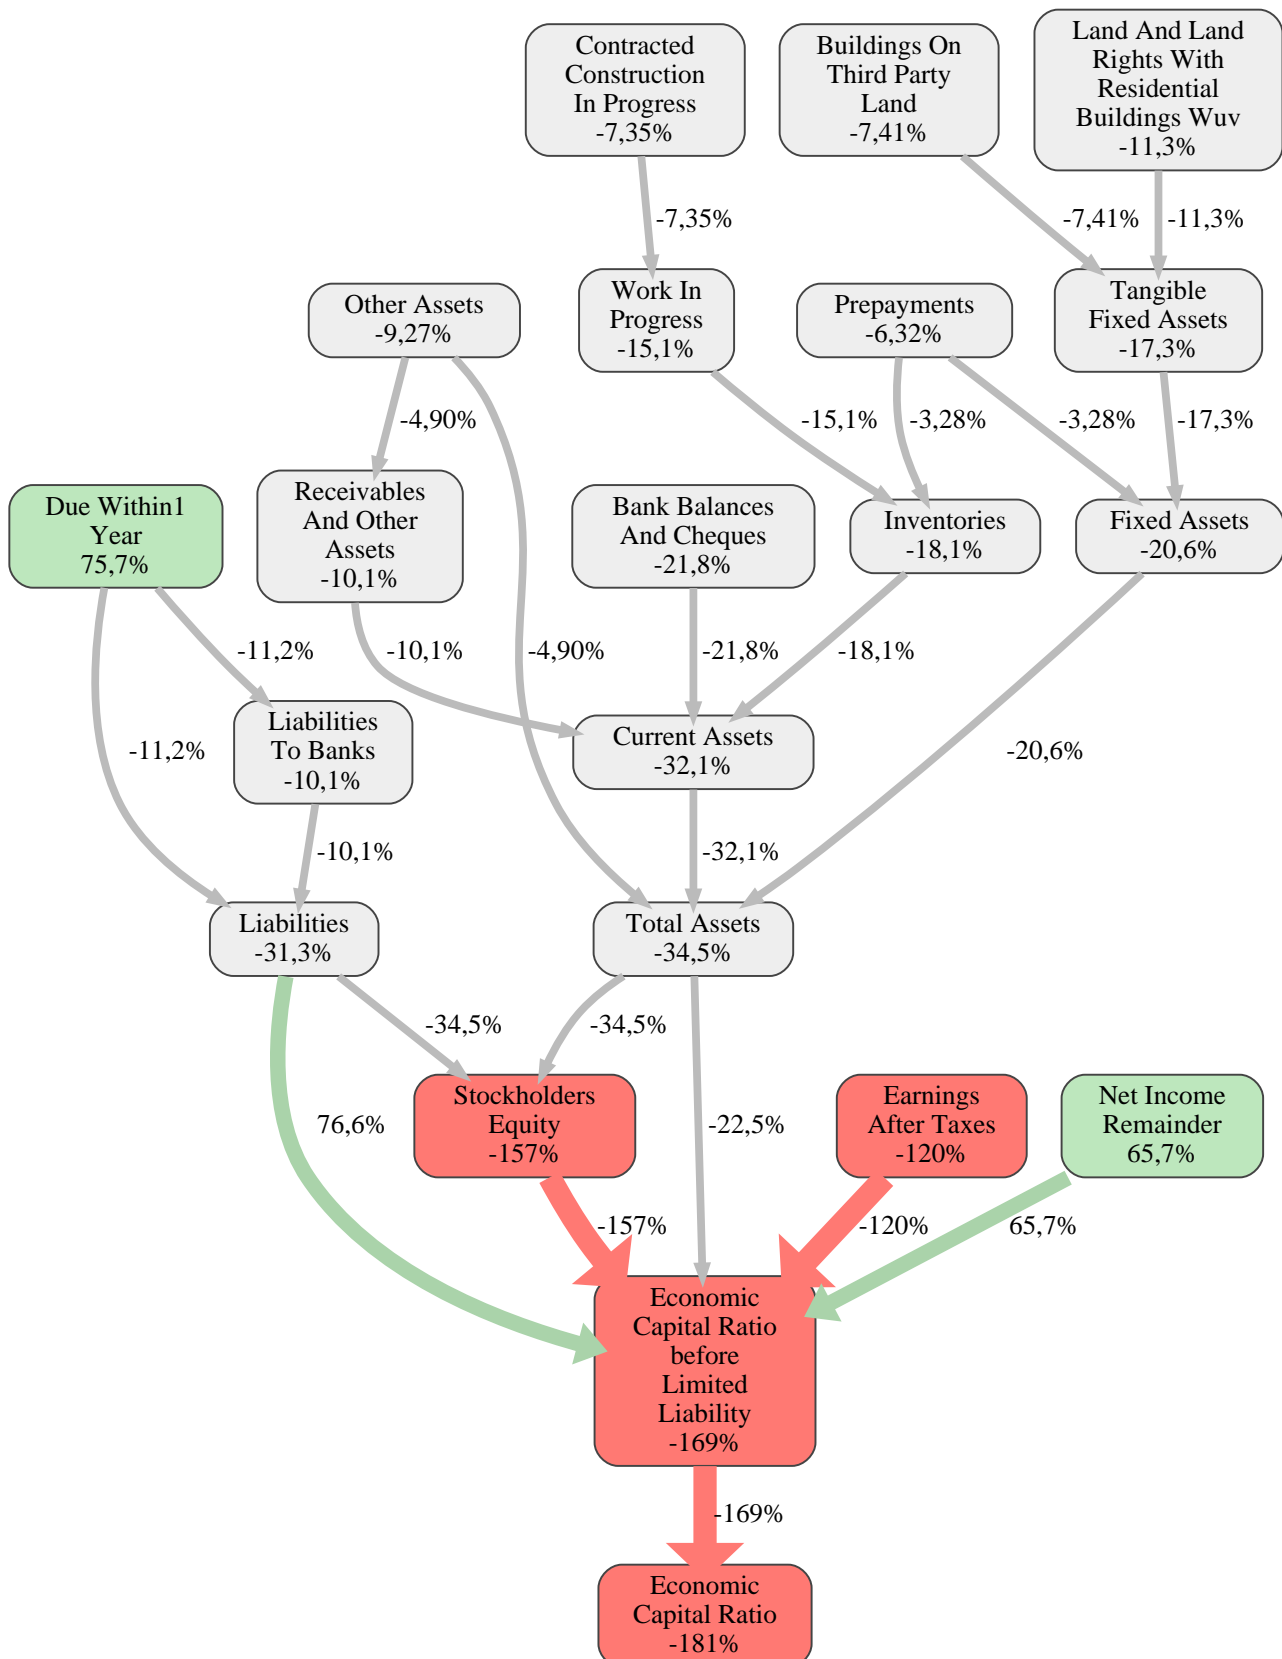 Contracted
Construction
In Progress
-7,35%
Buildings On
Third Party
Land
-7,41%
Land And Land
Rights With
Residential
Buildings Wuv
-11,3%
-7,35%
-7,41%
-11,3%
Other Assets
-9,27%
Work In
Progress
-15,1%
Prepayments
-6,32%
Tangible
Fixed Assets
-17,3%
-4,90%
-15,1%
-3,28%
-3,28%
-17,3%
Due Within1
Year
75,7%
Receivables
And Other
Assets
-10,1%
Bank Balances
And Cheques
-21,8%
Inventories
-18,1%
Fixed Assets
-20,6%
-11,2%
-10,1%
-4,90%
-21,8%
-18,1%
-11,2%
Liabilities
To Banks
-10,1%
Current Assets
-32,1%
-20,6%
-10,1%
-32,1%
Liabilities
-31,3%
Total Assets
-34,5%
-34,5%
-34,5%
76,6%
Stockholders
Equity
-157%
-22,5%
Earnings
After Taxes
-120%
Net Income
Remainder
65,7%
-157%
-120%
65,7%
Economic
Capital Ratio
before
Limited
Liability
-169%
-169%
Economic
Capital Ratio
-181%